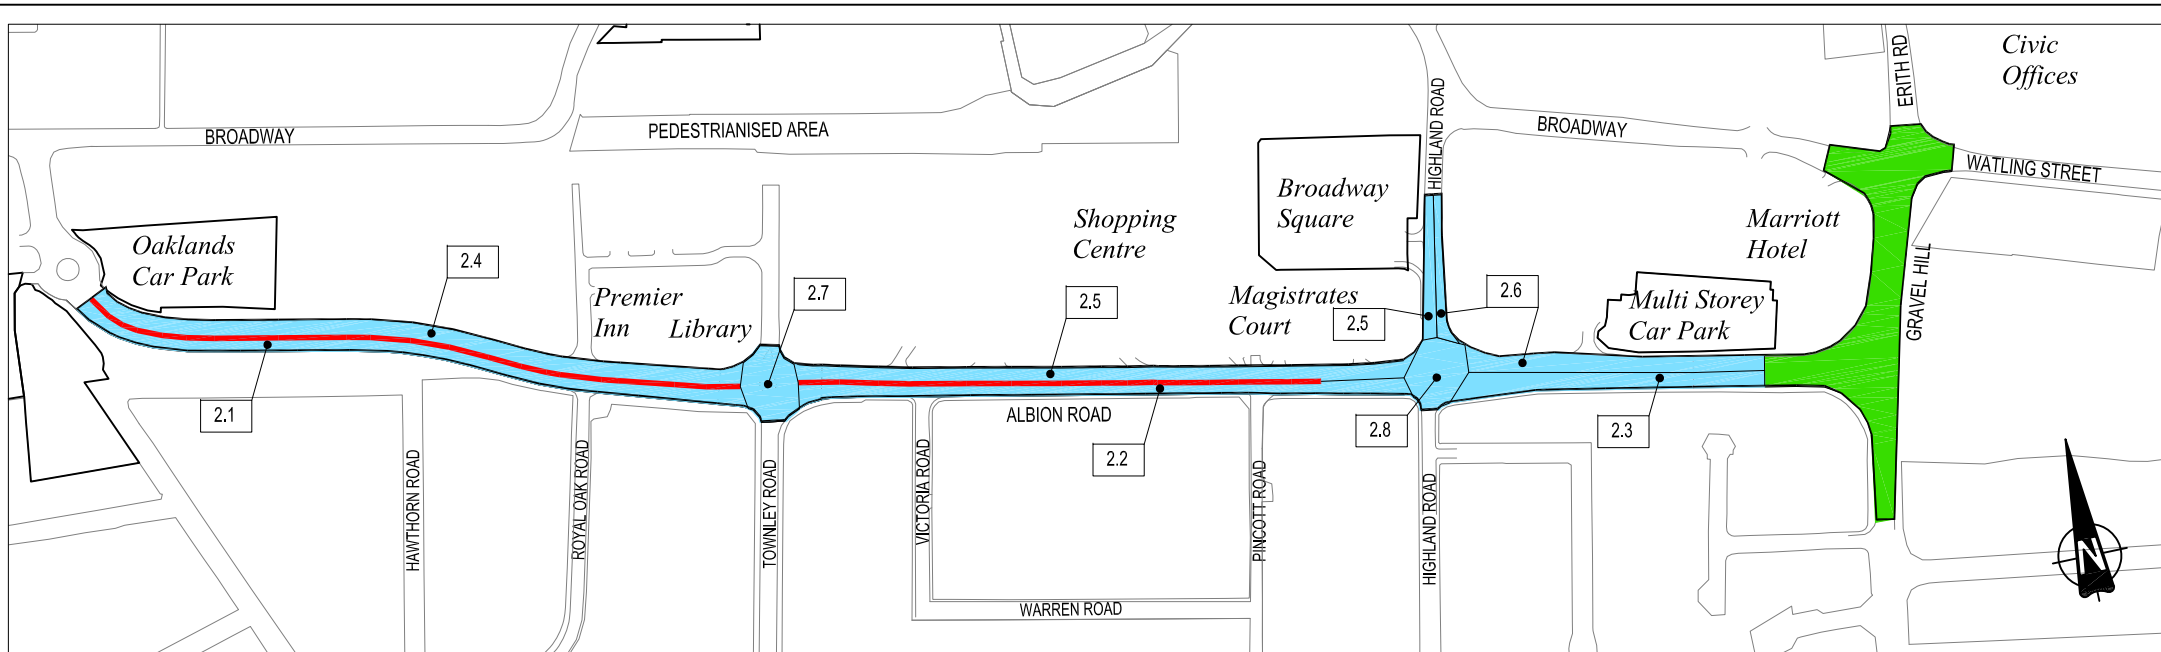 Civic
Offices
ERITH RD
BROADWAY
PEDESTRIANISED AREA
HIGHLAND ROAD
BROADWAY
WATLING STREET
Broadway
Square
Shopping
Centre
Marriott
Hotel
Oaklands
Car Park
2.4
2.7
2.5
2.6
GRAVEL HILL
Premier
Inn
Library
Magistrates
Court
2.5
Multi Storey
Car Park
2.1
ALBION ROAD
2.8
2.3
2.2
HAWTHORN ROAD
ROYAL OAK ROAD
TOWNLEY ROAD
VICTORIA ROAD
PINCOTT ROAD
HIGHLAND ROAD
WARREN ROAD
N